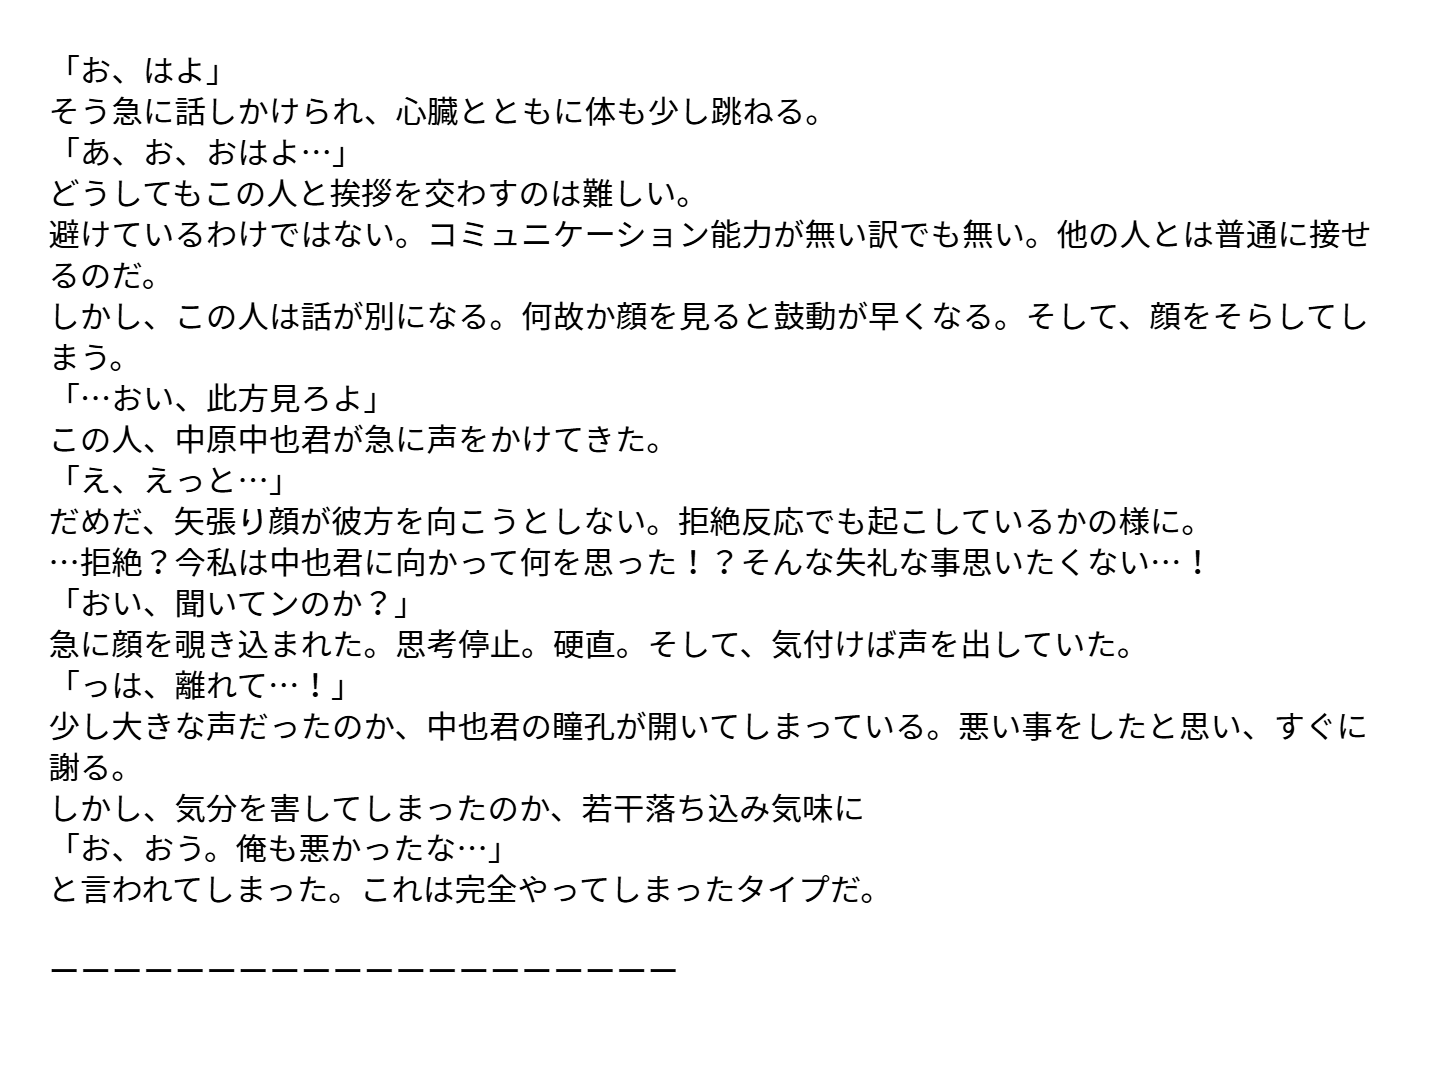 「お、はよ」
そう急に話しかけられ、心臓とともに体も少し跳ねる。
「あ、お、おはよ…」
どうしてもこの人と挨拶を交わすのは難しい。
避けているわけではない。コミュニケーション能力が無い訳でも無い。他の人とは普通に接せ
るのだ。
しかし、この人は話が別になる。何故か顔を見ると鼓動が早くなる。そして、顔をそらしてし
まう。
「…おい、此方見ろよ」
この人、中原中也君が急に声をかけてきた。
「え、えっと…」
だめだ、矢張り顔が彼方を向こうとしない。拒絶反応でも起こしているかの様に。
…拒絶？今私は中也君に向かって何を思った！？そんな失礼な事思いたくない…！
「おい、聞いてンのか？」
急に顔を覗き込まれた。思考停止。硬直。そして、気付けば声を出していた。
「っは、離れて…！」
少し大きな声だったのか、中也君の瞳孔が開いてしまっている。悪い事をしたと思い、すぐに
謝る。
しかし、気分を害してしまったのか、若干落ち込み気味に
「お、おう。俺も悪かったな…」
と言われてしまった。これは完全やってしまったタイプだ。
ーーーーーーーーーーーーーーーーーーーー